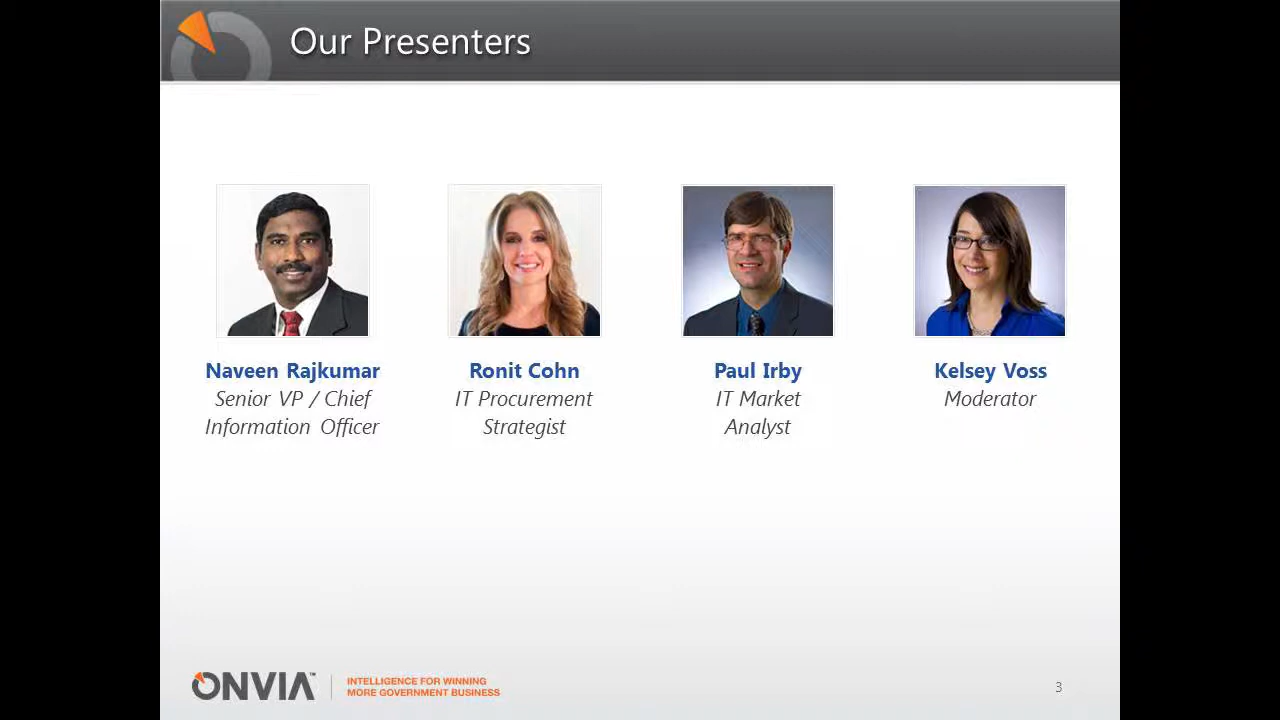 Our Presenters
Naveen Rajkumar
Senior VP / Chief
Information Officer
Ronit Cohn
IT Procurement
Strategist
Paul Irby
IT Market
Analyst
Kelsey Voss
Moderator
ONVIA™
INTELLIGENCE FOR WINNING
MORE GOVERNMENT BUSINESS
3